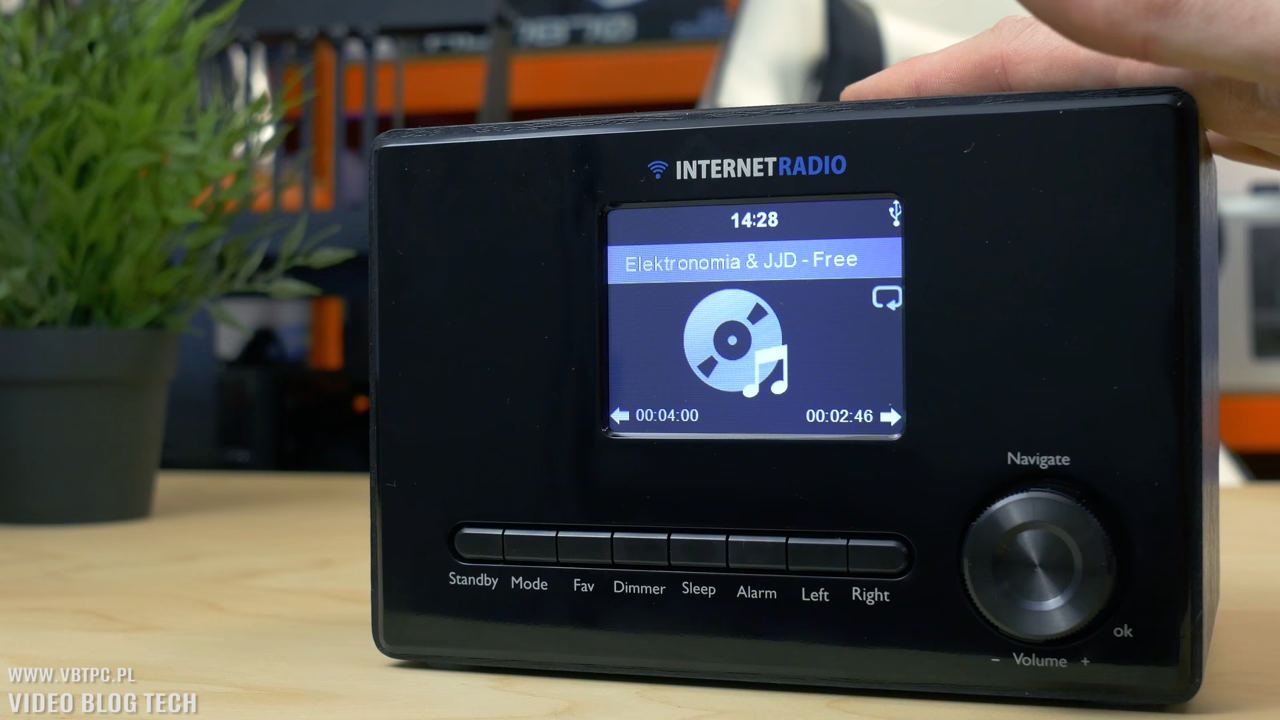 INTERNETRADIO
14:28
Elektronomia & JJD - Free
00:04:00 00:02:46
Navigate
Standby Mode Fav Dimmer Sleep Alarm Left Right
ok
- Volume +
WWW.VBTPC.PL
VIDEO BLOG TECH